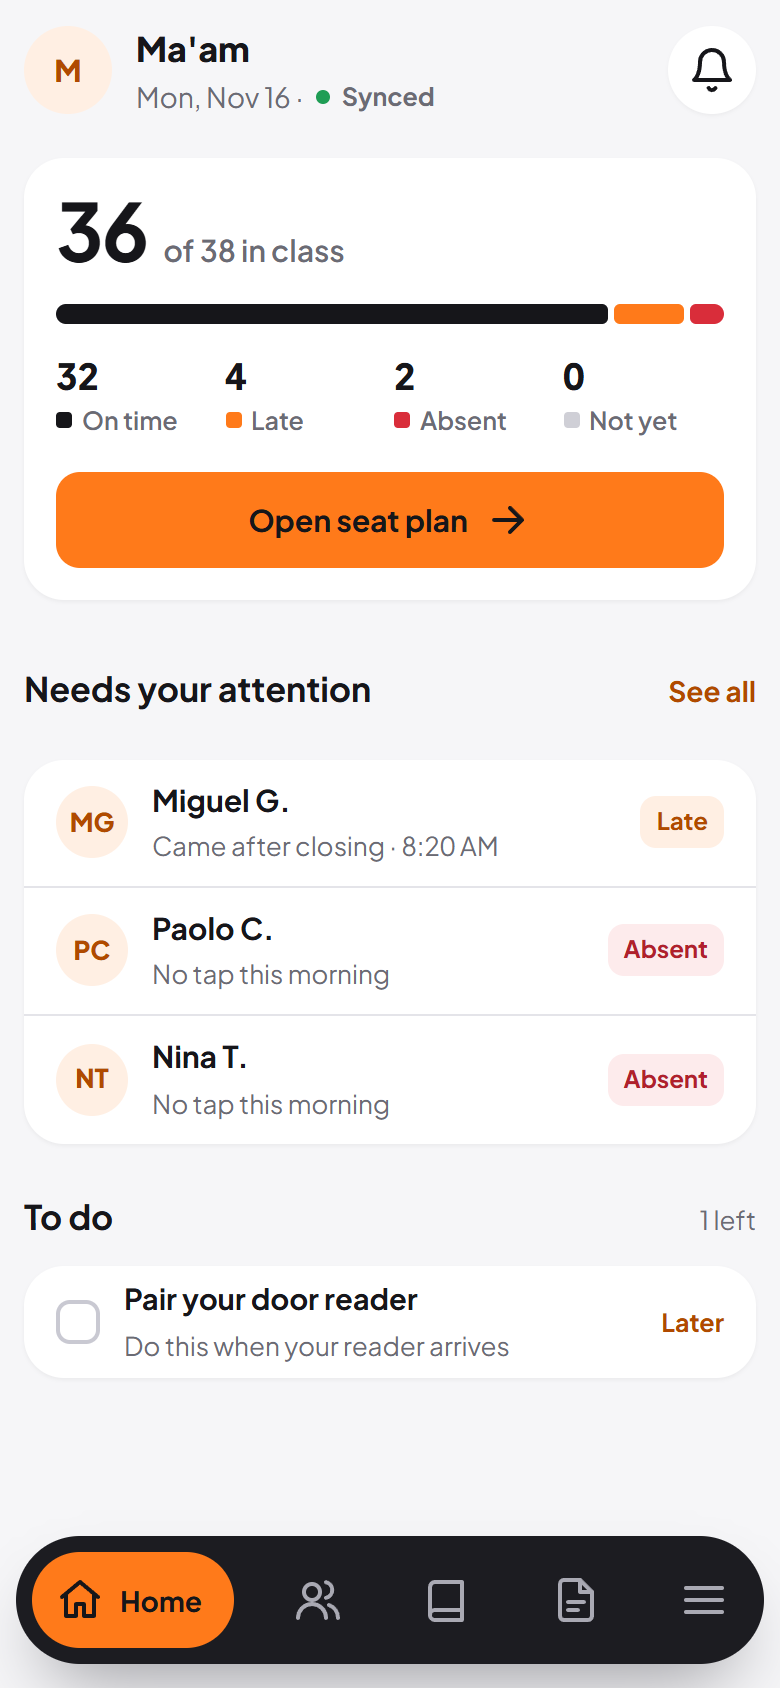 M
Ma'am
Mon, Nov 16 · Synced
36 of 38 in class
32 4 2 0
On time Late Absent Not yet
Open seat plan
Needs your attention See all
MG
Miguel G.
Came after closing · 8:20 AM
Late
PC
Paolo C.
No tap this morning
Absent
NT
Nina T.
No tap this morning
Absent
To do 1 left
Pair your door reader
Do this when your reader arrives
Later
Home